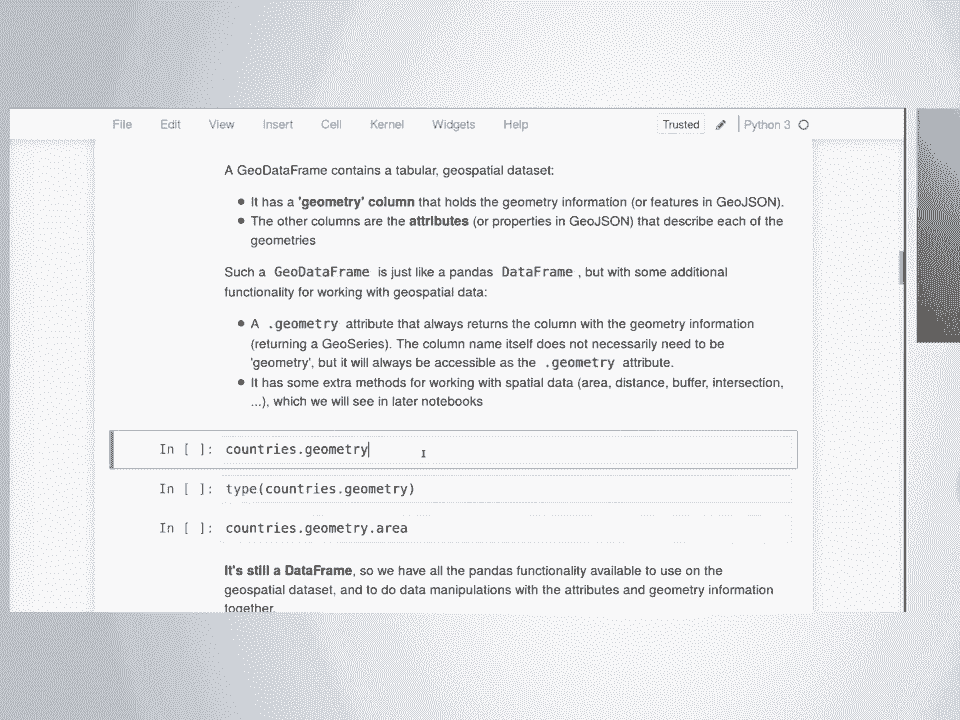 File Edit View Insert Cell Kernel Widgets Help Trusted Python 3
A GeoDataFrame contains a tabular, geospatial dataset:
It has a 'geometry' column that holds the geometry information (or features in GeoJSON).
The other columns are the attributes (or properties in GeoJSON) that describe each of the
geometries
Such a GeoDataFrame is just like a pandas DataFrame , but with some additional
functionality for working with geospatial data:
A .geometry attribute that always returns the column with the geometry information
(returning a GeoSeries). The column name itself does not necessarily need to be
'geometry', but it will always be accessible as the .geometry attribute.
It has some extra methods for working with spatial data (area, distance, buffer, intersection,
...), which we will see in later notebooks
In [ ]: countries.geometry
In [ ]: type(countries.geometry)
In [ ]: countries.geometry.area
It's still a DataFrame, so we have all the pandas functionality available to use on the
geospatial dataset, and to do data manipulations with the attributes and geometry information
together.